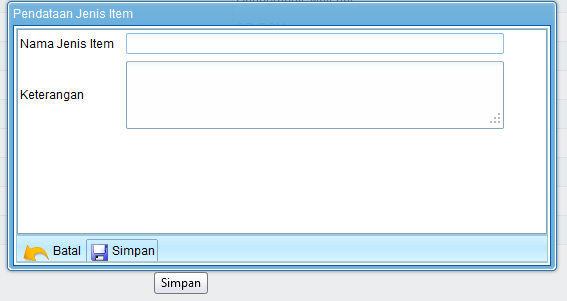 Pendataan Jenis Item
Nama Jenis Item
Keterangan
Batal Simpan
Simpan